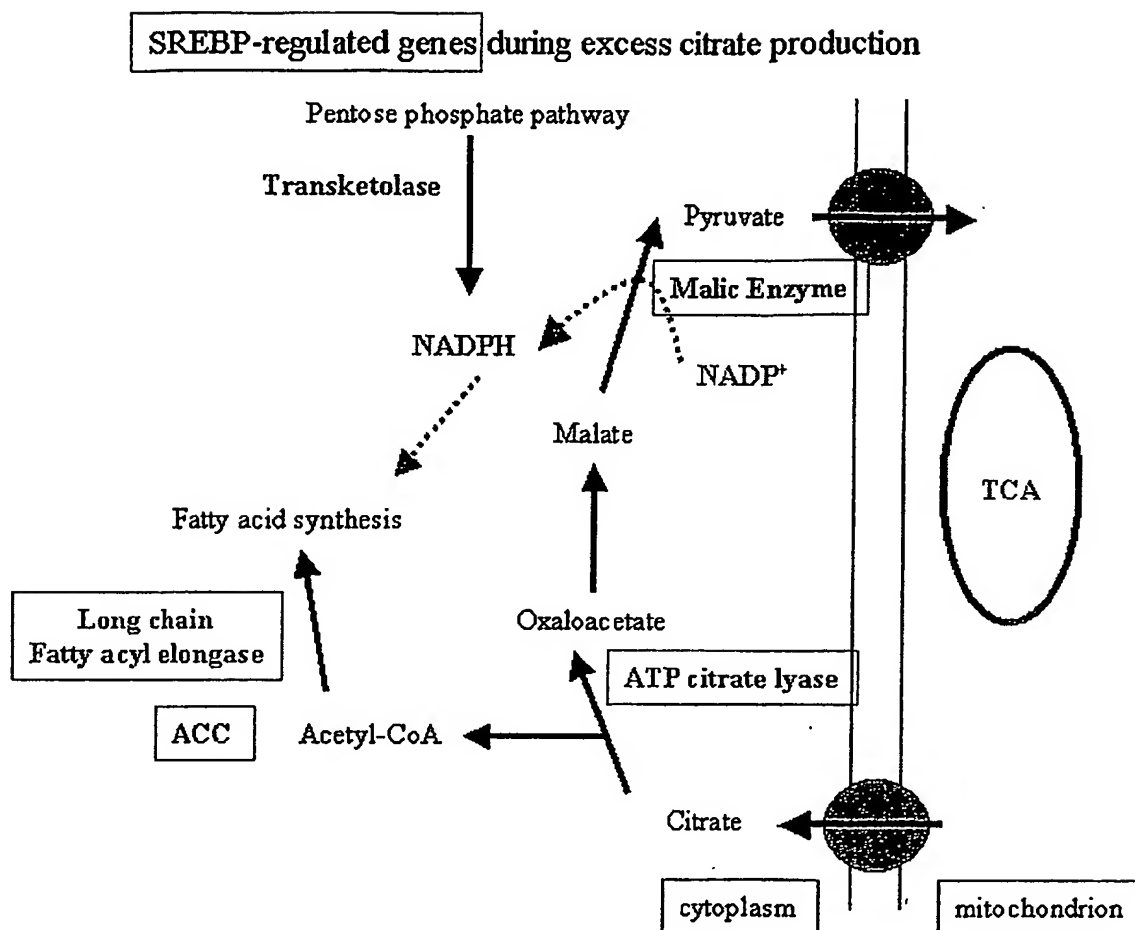 SREBP-regulated genes during excess citrate production
Pentose phosphate pathway
Transketolase
Pyruvate
Malic Enzyme
NADPH
NADP⁺
Malate
TCA
Fatty acid synthesis
Long chain
Fatty acyl elongase
Oxaloacetate
ATP citrate lyase
ACC
Acetyl-CoA
Citrate
cytoplasm
mitochondrion